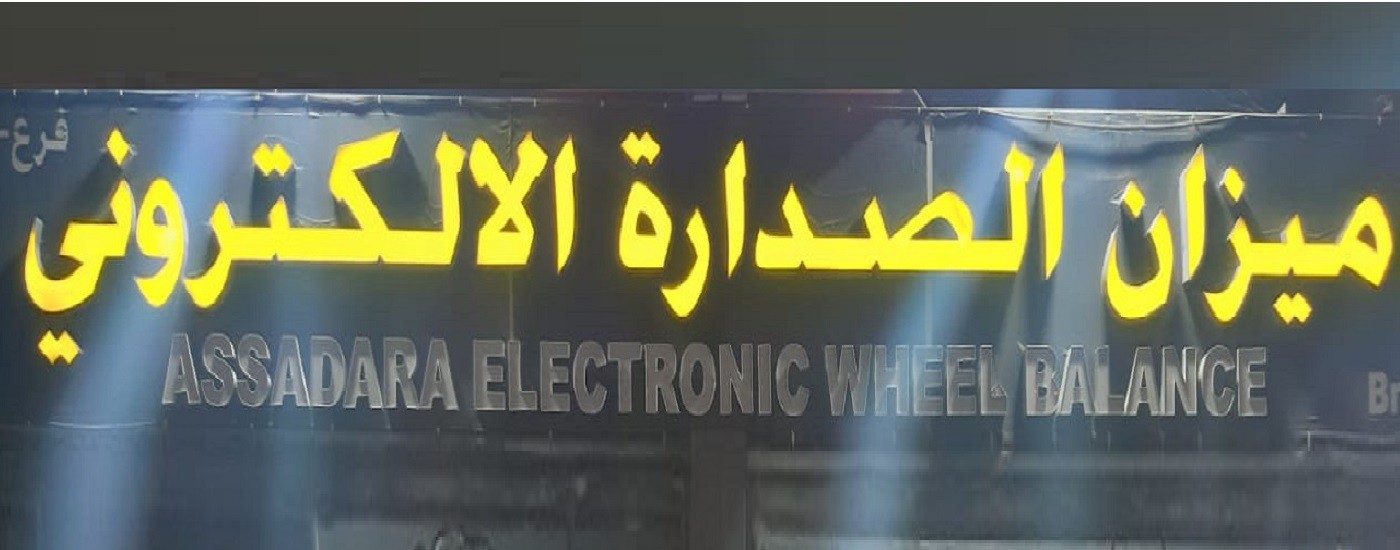 ميزان الصدارة الالكتروني
فرع-
ASSADARA ELECTRONIC WHEEL BALANCE